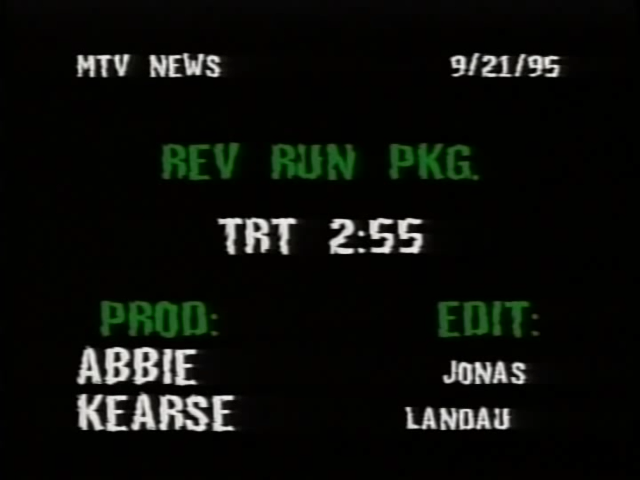 MTV NEWS 9/21/95
REV RUN PKG.
TRT 2:55
PROD: EDIT:
ABBIE JONAS
KEARSE LANDAU